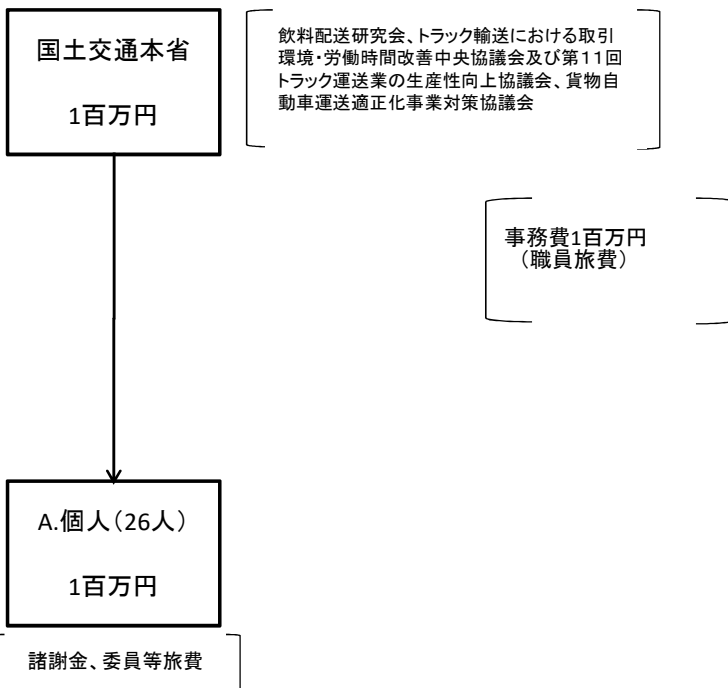 国土交通本省
1百万円
飲料配送研究会、トラック輸送における取引
環境・労働時間改善中央協議会及び第11回
トラック運送業の生産性向上協議会、貨物自
動車運送適正化事業対策協議会
事務費1百万円
（職員旅費）
A.個人（26人）
1百万円
諸謝金、委員等旅費